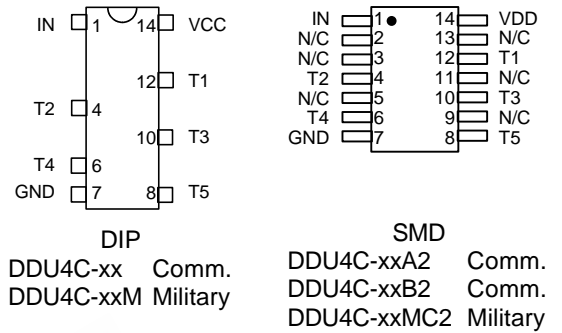 IN 1 14 VCC
12 T1
T2 4
10 T3
T4 6
GND 7 8 T5
DIP
DDU4C-xx Comm.
DDU4C-xxM Military
IN 1 14 VDD
N/C 2 13 N/C
N/C 3 12 T1
T2 4 11 N/C
N/C 5 10 T3
T4 6 9 N/C
GND 7 8 T5
SMD
DDU4C-xxA2 Comm.
DDU4C-xxB2 Comm.
DDU4C-xxMC2 Military